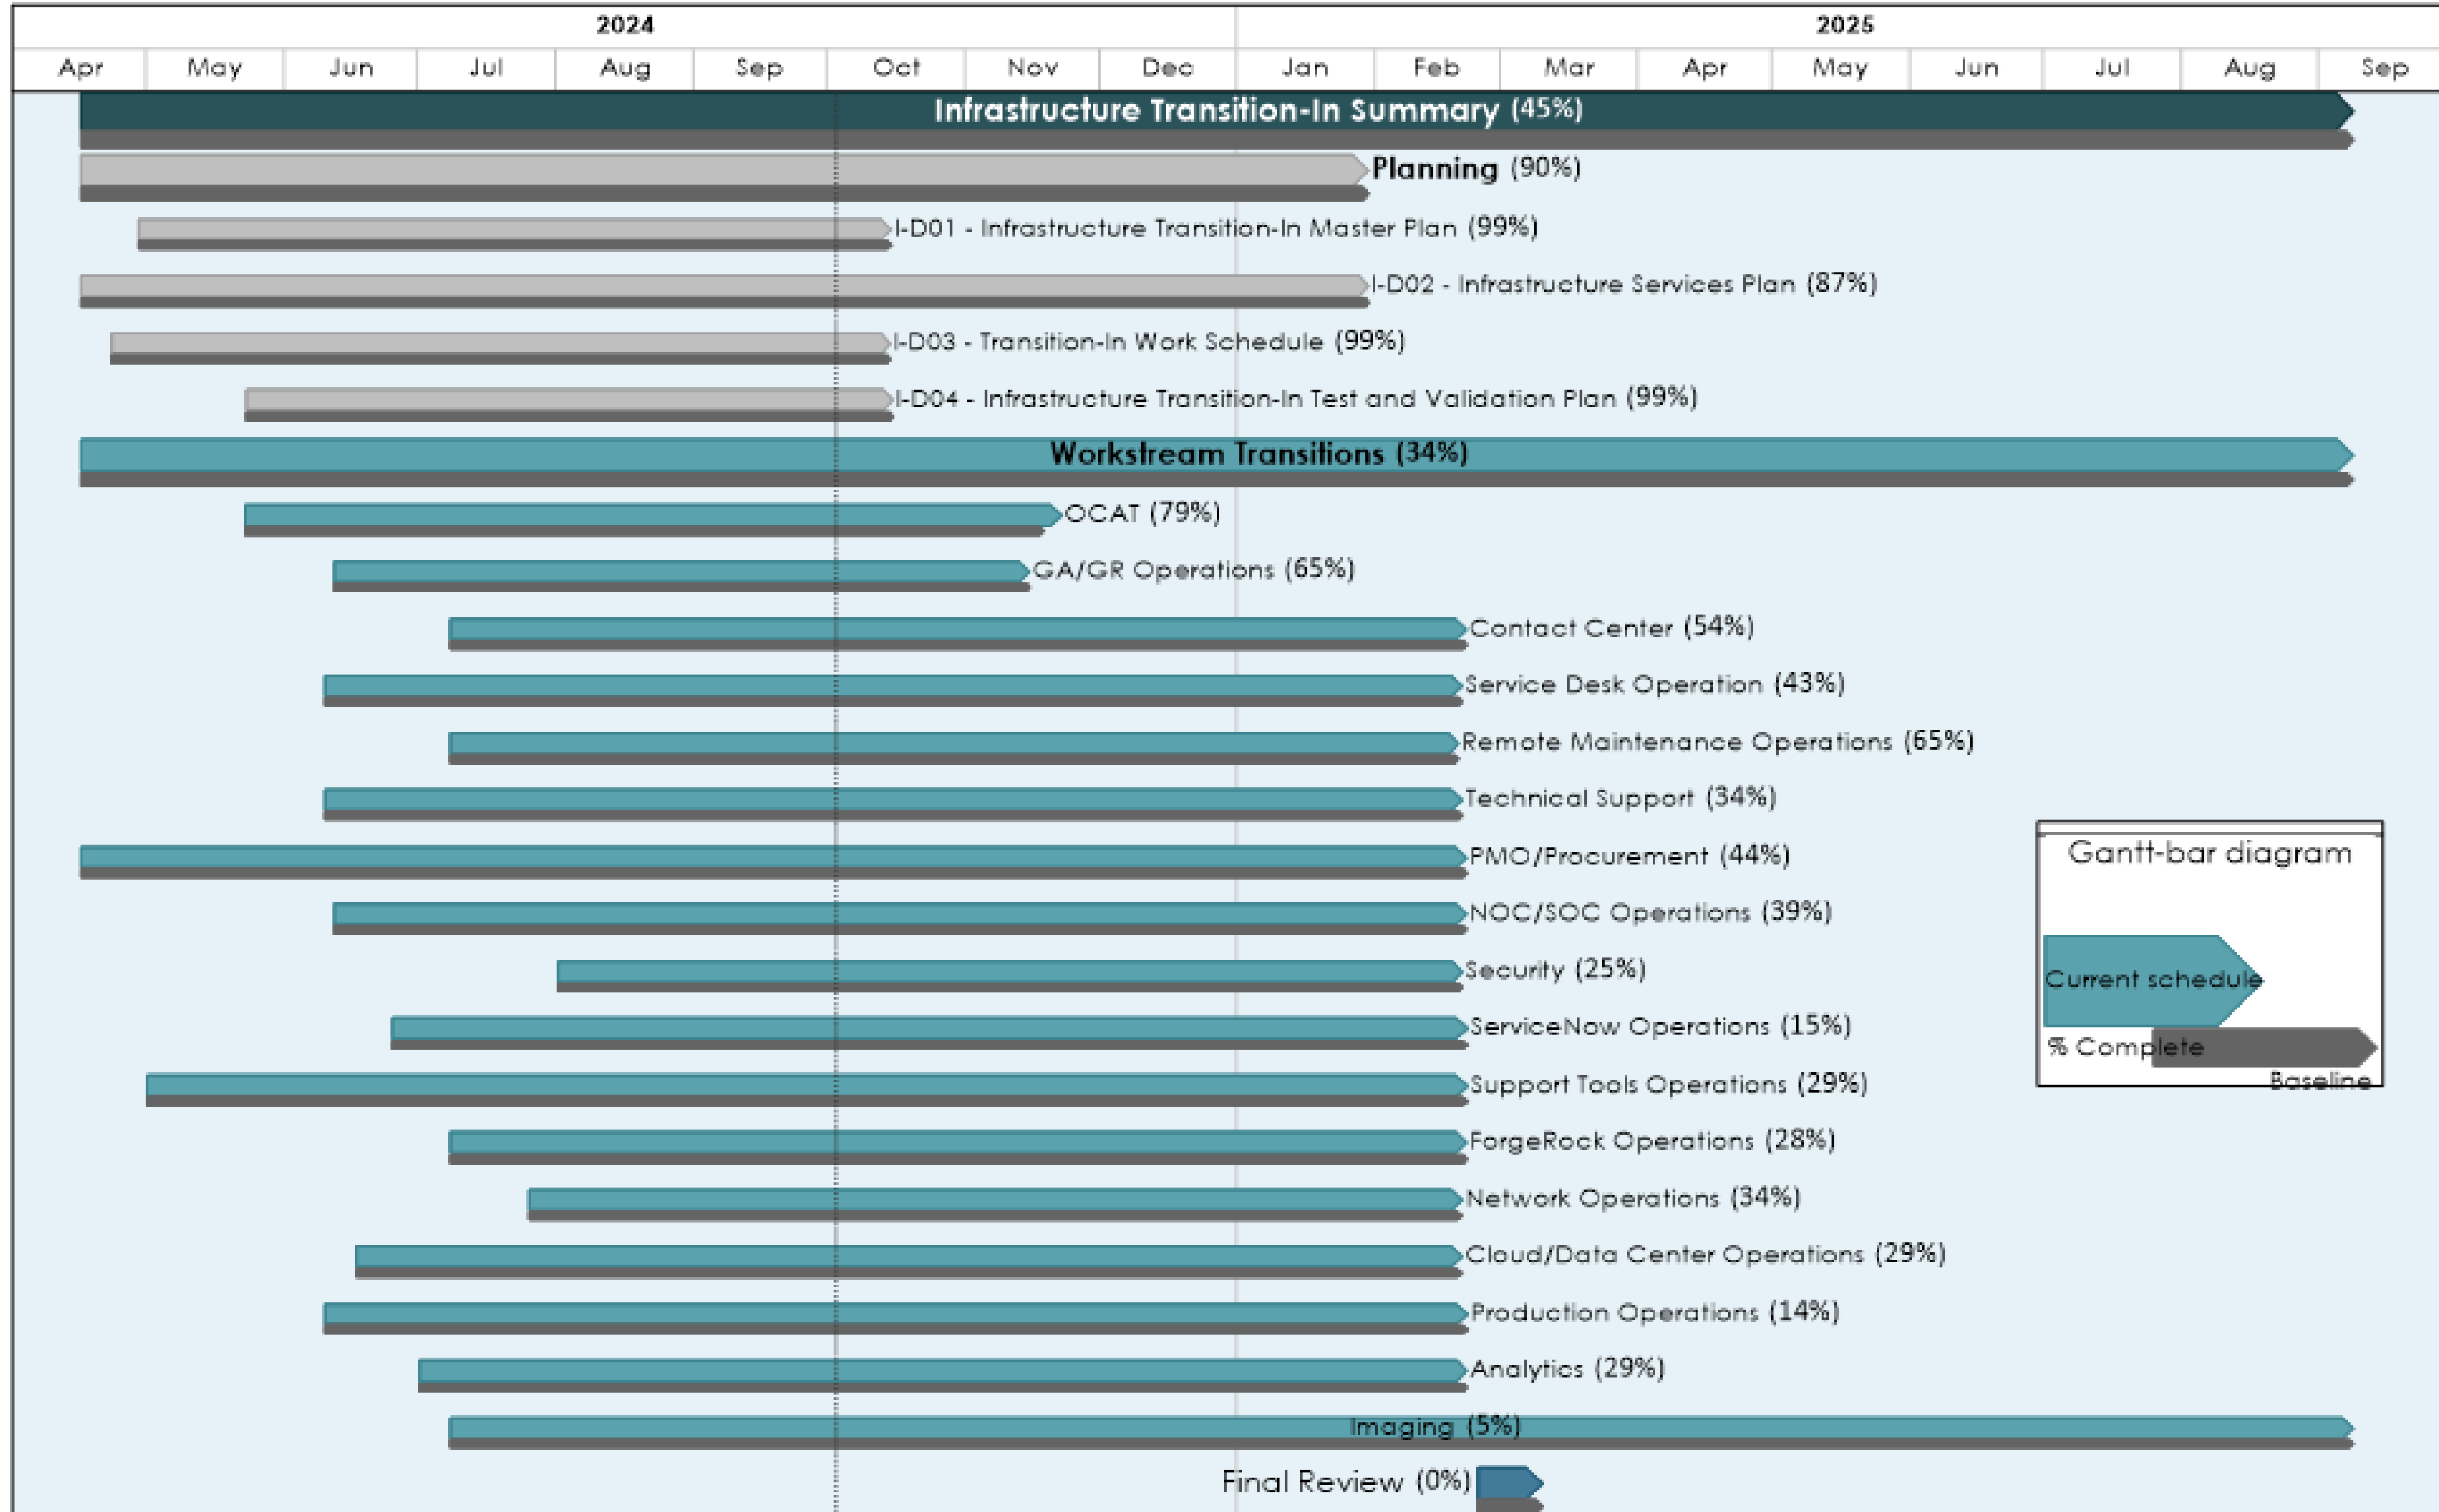 2024 2025
Apr May Jun Jul Aug Sep Oct Nov Dec Jan Feb Mar Apr May Jun Jul Aug Sep
Infrastructure Transition-In Summary (45%)
Planning (90%)
I-D01 - Infrastructure Transition-In Master Plan (99%)
I-D02 - Infrastructure Services Plan (87%)
I-D03 - Transition-In Work Schedule (99%)
I-D04 - Infrastructure Transition-In Test and Validation Plan (99%)
Workstream Transitions (34%)
OCAT (79%)
GA/GR Operations (65%)
Contact Center (54%)
Service Desk Operation (43%)
Remote Maintenance Operations (65%)
Technical Support (34%)
PMO/Procurement (44%)
NOC/SOC Operations (39%)
Security (25%)
ServiceNow Operations (15%)
Support Tools Operations (29%)
ForgeRock Operations (28%)
Network Operations (34%)
Cloud/Data Center Operations (29%)
Production Operations (14%)
Analytics (29%)
Imaging (5%)
Final Review (0%)
Gantt-bar diagram
Current schedule
% Complete
Baseline